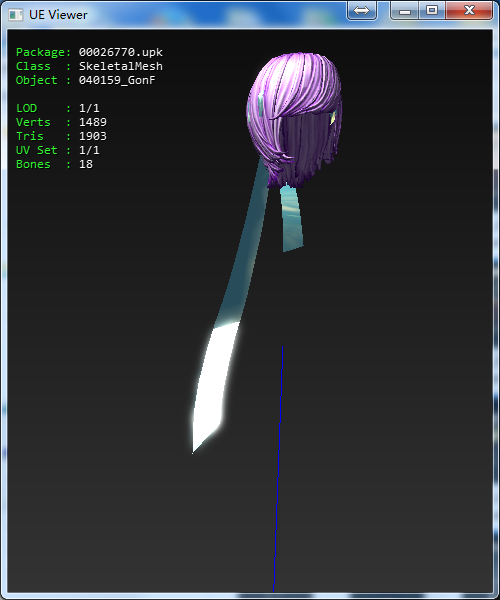 UE Viewer
Package: 00026770.upk
Class : SkeletalMesh
Object : 040159_GonF
LOD : 1/1
Verts : 1489
Tris : 1903
UV Set : 1/1
Bones : 18